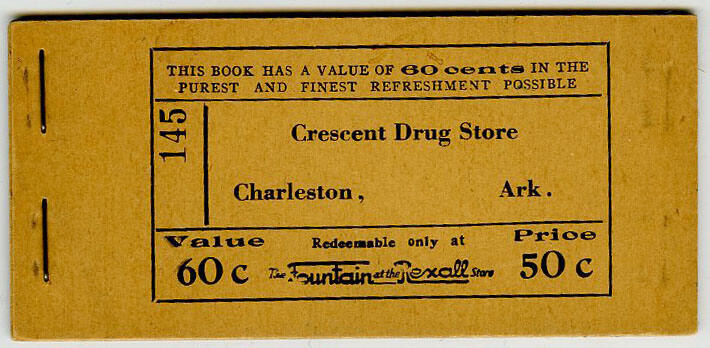 THIS BOOK HAS A VALUE OF 60 cents IN THE
PUREST AND FINEST REFRESHMENT POSSIBLE
145
Crescent Drug Store
Charleston, Ark.
Value Redeemable only at Price
60 c The Fountain at the Rexall Store 50 c